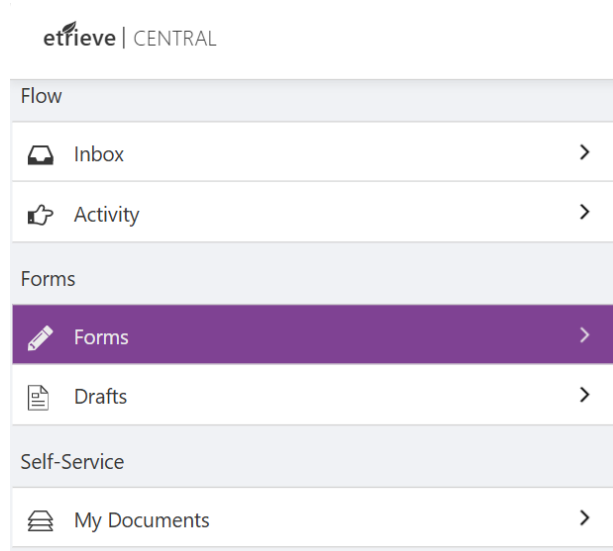 etrieve | CENTRAL
Flow
Inbox
Activity
Forms
Forms
Drafts
Self-Service
My Documents